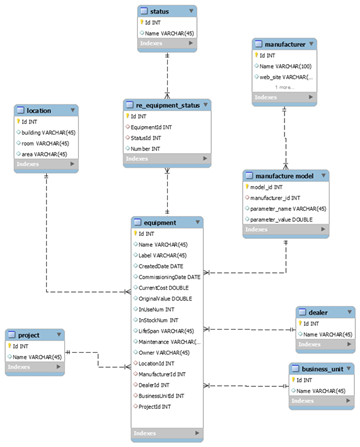 status
Id INT
Name VARCHAR(45)
Indexes
manufacturer
Id INT
Name VARCHAR(100)
web_site VARCHAR(...
1 more...
Indexes
location
Id INT
building VARCHAR(45)
room VARCHAR(45)
area VARCHAR(45)
Indexes
re_equipment_status
Id INT
EquipmentId INT
StatusId INT
Number INT
Indexes
manufacture model
model_id INT
manufacturer_id INT
parameter_name VARCHAR(45)
parameter_value DOUBLE
Indexes
equipment
Id INT
Name VARCHAR(45)
Label VARCHAR(45)
CreatedDate DATE
CommissioningDate DATE
CurrentCost DOUBLE
OriginalValue DOUBLE
InUseNum INT
InStockNum INT
LifeSpan VARCHAR(45)
Maintenance VARCHAR(...
Owner VARCHAR(45)
LocationId INT
ManufacturerId INT
DealerId INT
BusinessUnitId INT
ProjectId INT
Indexes
dealer
Id INT
Name VARCHAR(45)
Indexes
project
Id INT
Name VARCHAR(45)
Indexes
business_unit
Id INT
Name VARCHAR(45)
Indexes